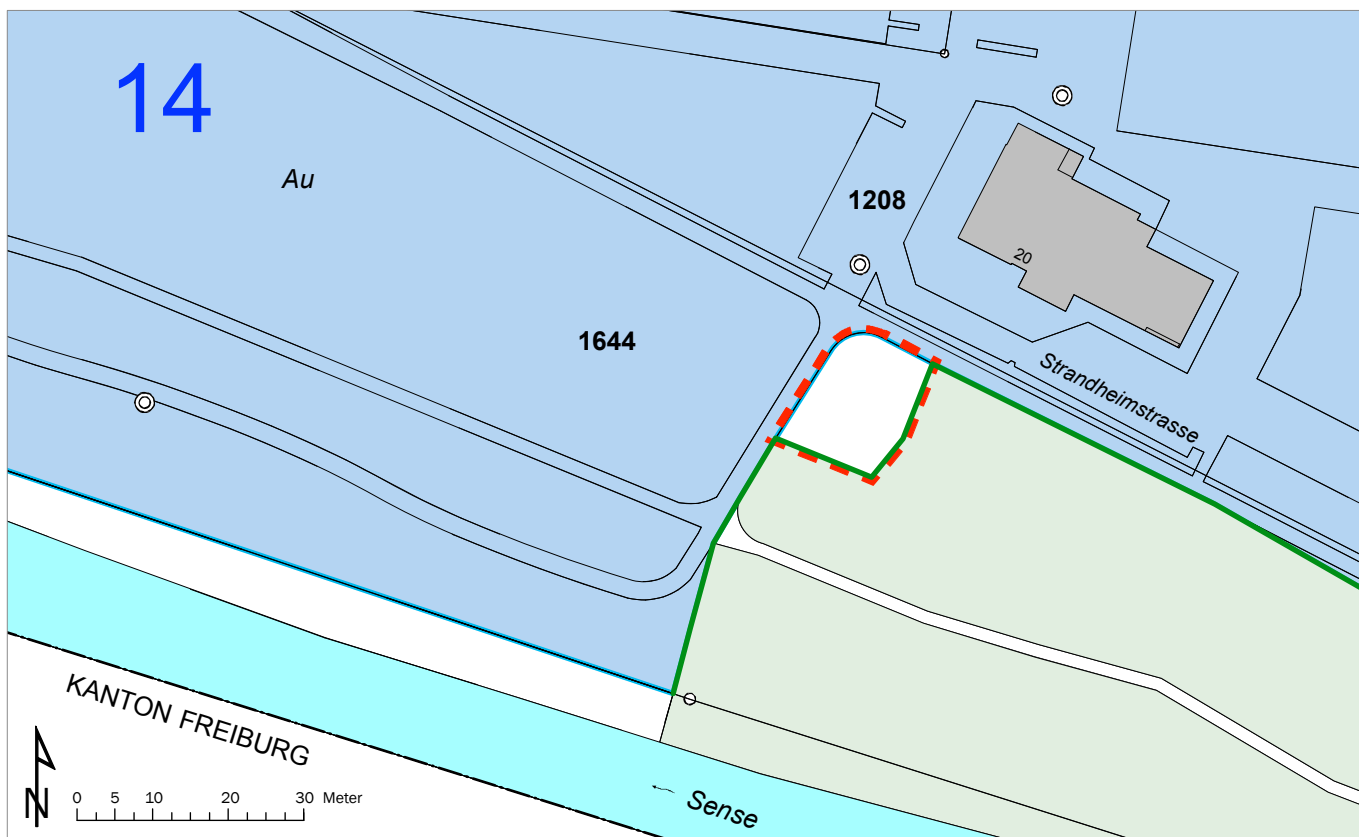 14
Au
1208
20
1644
Strandheimstrasse
KANTON FREIBURG
N
0 5 10 20 30 Meter
Sense